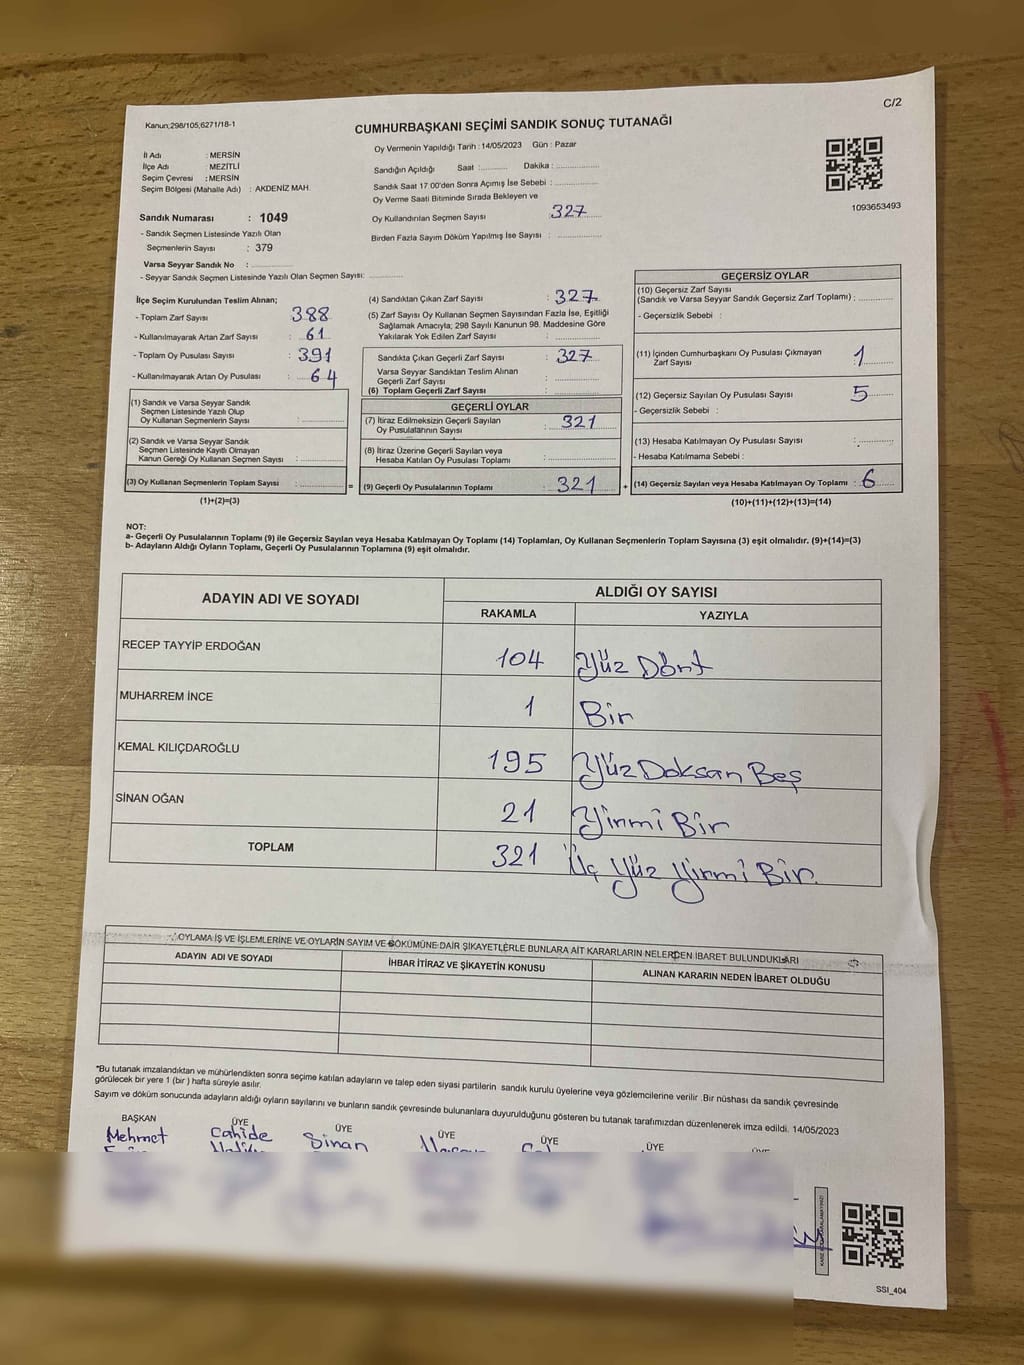 C/2
Kanun;298/105,6271/18-1
CUMHURBAŞKANI SEÇİMİ SANDIK SONUÇ TUTANAĞI
Oy Vermenin Yapıldığı Tarih : 14/05/2023 Gün : Pazar
İl Adı : MERSİN
İlçe Adı : MEZİTLİ
Seçim Çevresi : MERSİN
Seçim Bölgesi (Mahalle Adı) : AKDENİZ MAH.
Sandığın Açıldığı Saat :.......... Dakika : ..............
Sandık Saat 17:00'den Sonra Açımış İse Sebebi : ..............
Oy Verme Saati Bitiminde Sırada Bekleyen ve
Oy Kullandırılan Seçmen Sayısı 327
Birden Fazla Sayım Döküm Yapılmış İse Sayısı : ..............
1093653493
Sandık Numarası : 1049
- Sandık Seçmen Listesinde Yazılı Olan
Seçmenlerin Sayısı : 379
Varsa Seyyar Sandık No : ..............
- Seyyar Sandık Seçmen Listesinde Yazılı Olan Seçmen Sayısı: ..............
İlçe Seçim Kurulundan Teslim Alınan;
- Toplam Zarf Sayısı : 388
- Kullanılmayarak Artan Zarf Sayısı : 61
- Toplam Oy Pusulası Sayısı : 391
- Kullanılmayarak Artan Oy Pusulası : 64
(1) Sandık ve Varsa Seyyar Sandık
Seçmen Listesinde Yazılı Olup
Oy Kullanan Seçmenlerin Sayısı : ..............
(2) Sandık ve Varsa Seyyar Sandık
Seçmen Listesinde Kayıtlı Olmayan
Kanun Gereği Oy Kullanan Seçmen Sayısı : ..............
(3) Oy Kullanan Seçmenlerin Toplam Sayısı : ..............
(1)+(2)=(3)
(4) Sandıktan Çıkan Zarf Sayısı : 327
(5) Zarf Sayısı Oy Kullanan Seçmen Sayısından Fazla İse, Eşitliği
Sağlamak Amacıyla; 298 Sayılı Kanunun 98. Maddesine Göre
Yakılarak Yok Edilen Zarf Sayısı : ..............
Sandıkta Çıkan Geçerli Zarf Sayısı : 327
Varsa Seyyar Sandıktan Teslim Alınan
Geçerli Zarf Sayısı : ..............
(6) Toplam Geçerli Zarf Sayısı : ..............
GEÇERLİ OYLAR
(7) İtiraz Edilmeksizin Geçerli Sayılan
Oy Pusulalarının Sayısı : 321
(8) İtiraz Üzerine Geçerli Sayılan veya
Hesaba Katılan Oy Pusulası Toplamı : ..............
= (9) Geçerli Oy Pusulalarının Toplamı : 321
GEÇERSİZ OYLAR
(10) Geçersiz Zarf Sayısı
(Sandık ve Varsa Seyyar Sandık Geçersiz Zarf Toplamı) : ..............
- Geçersizlik Sebebi :
(11) İçinden Cumhurbaşkanı Oy Pusulası Çıkmayan
Zarf Sayısı : 1
(12) Geçersiz Sayılan Oy Pusulası Sayısı : 5
- Geçersizlik Sebebi :
(13) Hesaba Katılmayan Oy Pusulası Sayısı : ..............
- Hesaba Katılmama Sebebi :
+ (14) Geçersiz Sayılan veya Hesaba Katılmayan Oy Toplamı : 6
(10)+(11)+(12)+(13)=(14)
NOT:
a- Geçerli Oy Pusulalarının Toplamı (9) ile Geçersiz Sayılan veya Hesaba Katılmayan Oy Toplamı (14) Toplamları, Oy Kullanan Seçmenlerin Toplam Sayısına (3) eşit olmalıdır. (9)+(14)=(3)
b- Adayların Aldığı Oyların Toplamı, Geçerli Oy Pusulalarının Toplamına (9) eşit olmalıdır.
ADAYIN ADI VE SOYADI ALDIĞI OY SAYISI
RAKAMLA YAZIYLA
RECEP TAYYİP ERDOĞAN 104 Yüz Dört
MUHARREM İNCE 1 Bir
KEMAL KILIÇDAROĞLU 195 Yüz Doksan Beş
SİNAN OĞAN 21 Yirmi Bir
TOPLAM 321 Üç Yüz Yirmi Bir.
OYLAMA İŞ VE İŞLEMLERİNE VE OYLARIN SAYIM VE DÖKÜMÜNE DAİR ŞİKAYETLERLE BUNLARA AİT KARARLARIN NELERDEN İBARET BULUNDUKLARI
ADAYIN ADI VE SOYADI İHBAR İTİRAZ VE ŞİKAYETİN KONUSU ALINAN KARARIN NEDEN İBARET OLDUĞU
*Bu tutanak imzalandıktan ve mühürlendikten sonra seçime katılan adayların ve talep eden siyasi partilerin sandık kurulu üyelerine veya gözlemcilerine verilir .Bir nüshası da sandık çevresinde
görülecek bir yere 1 (bir ) hafta süreyle asılır.
Sayım ve döküm sonucunda adayların aldığı oyların sayılarını ve bunların sandık çevresinde bulunanlara duyurulduğunu gösteren bu tutanak tarafımızdan düzenlenerek imza edildi. 14/05/2023
BAŞKAN ÜYE ÜYE ÜYE ÜYE ÜYE
Mehmet Cahide Sinan
SSI_404